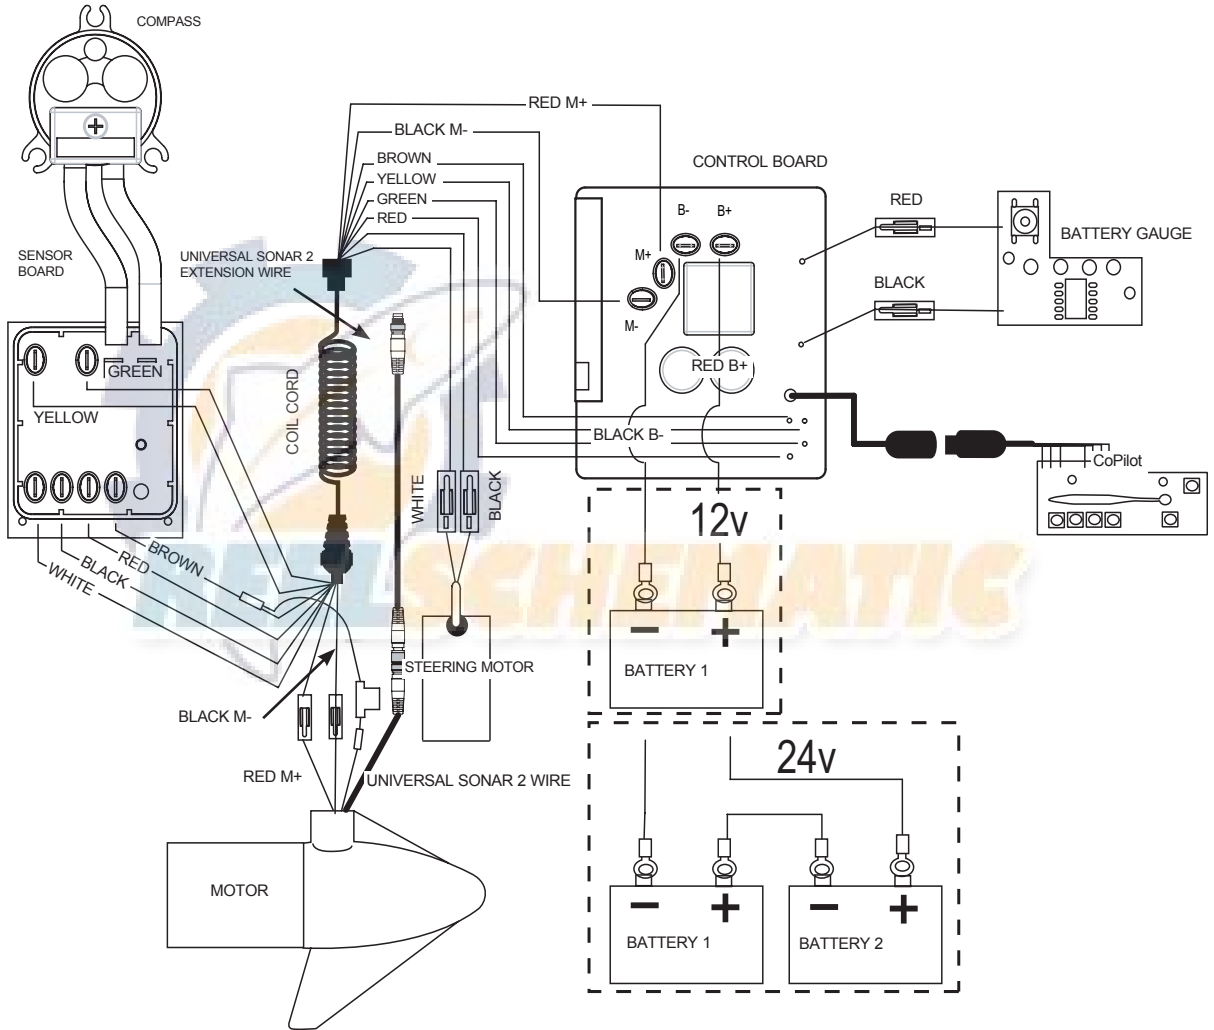 COMPASS
RED M+
BLACK M-
BROWN
YELLOW
GREEN
RED
CONTROL BOARD
B-
B+
M+
M-
RED
BLACK
BATTERY GAUGE
SENSOR
BOARD
UNIVERSAL SONAR 2
EXTENSION WIRE
GREEN
YELLOW
COIL CORD
RED B+
BLACK B-
CoPilot
WHITE
BLACK
BROWN
RED
BLACK
WHITE
12v
REELSCHEMATIC
STEERING MOTOR
BATTERY 1
- +
BLACK M-
RED M+
UNIVERSAL SONAR 2 WIRE
24v
MOTOR
- +
BATTERY 1
- +
BATTERY 2